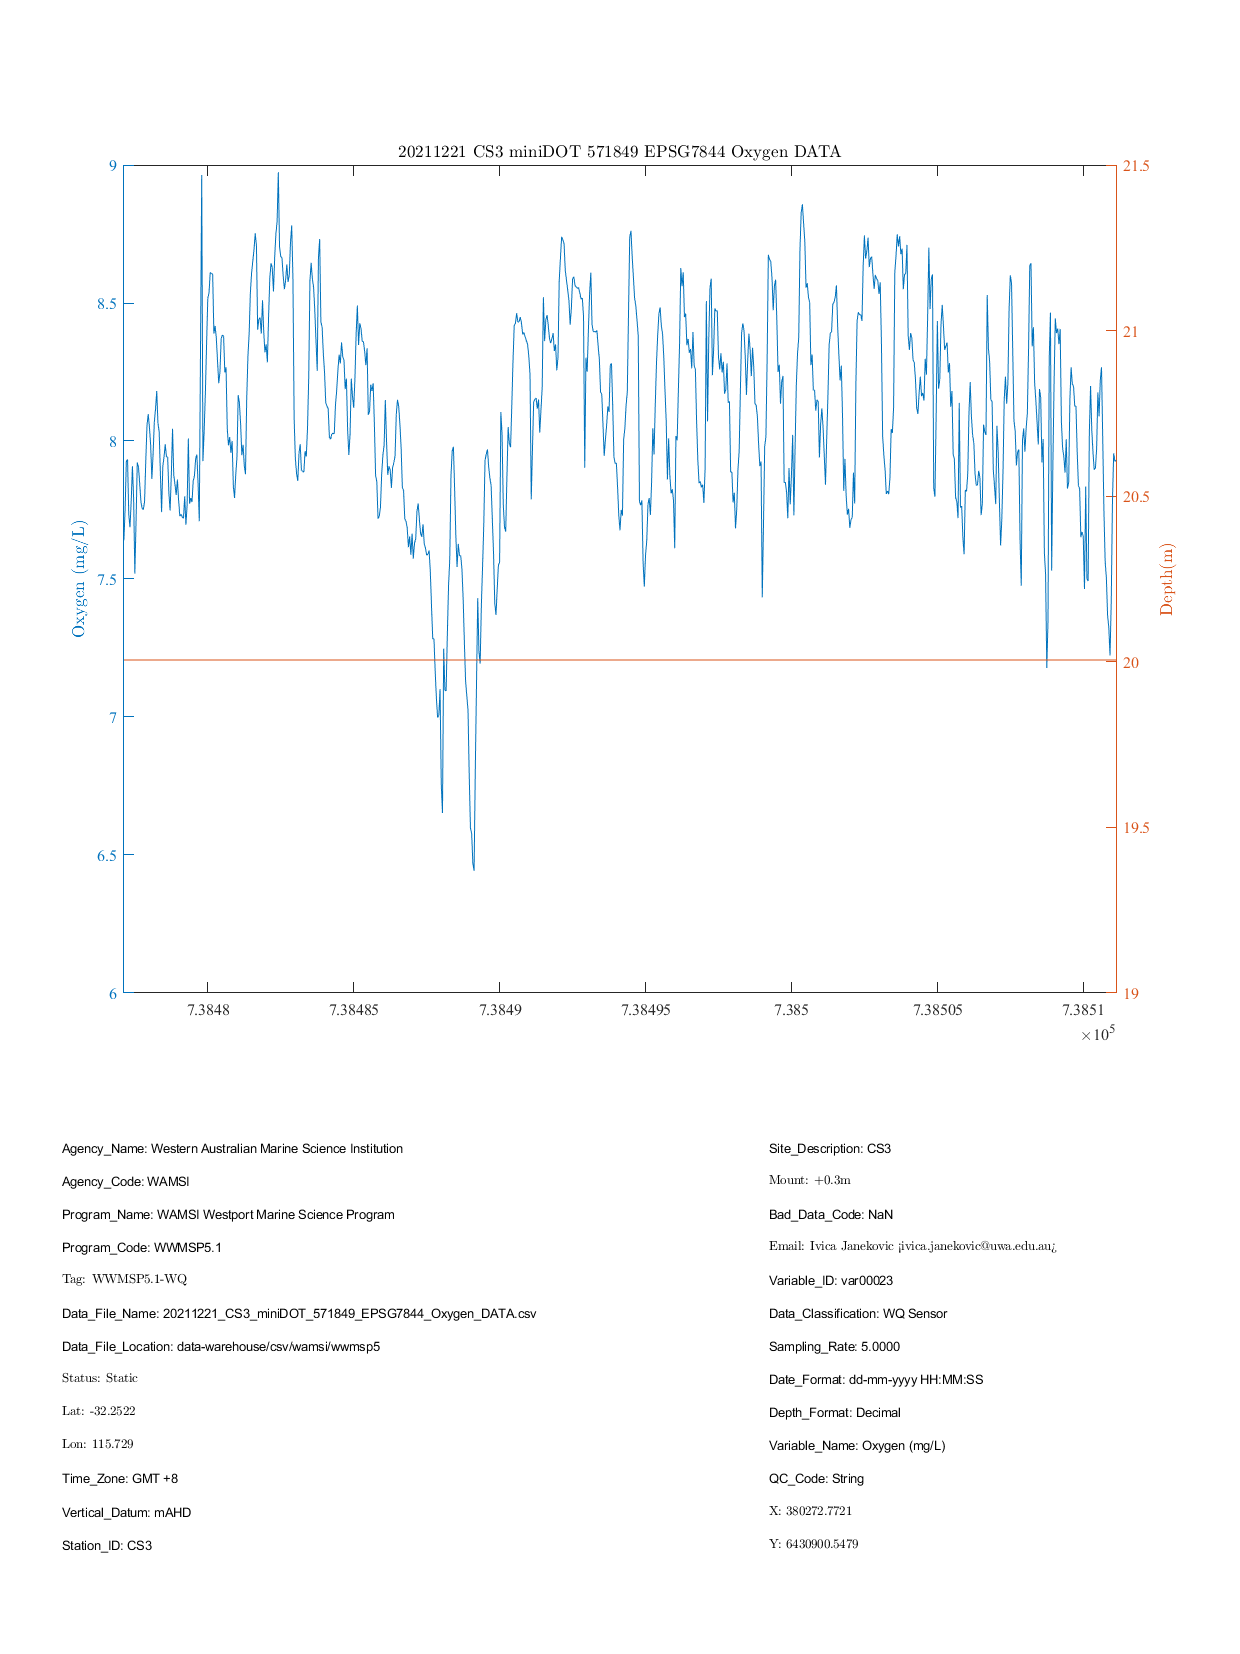 20211221 CS3 miniDOT 571849 EPSG7844 Oxygen DATA
9
8.5
8
7.5
7
6.5
6
Oxygen (mg/L)
21.5
21
20.5
20
19.5
19
Depth(m)
7.3848 7.38485 7.3849 7.38495 7.385 7.38505 7.3851
×10^5
Agency_Name: Western Australian Marine Science Institution
Agency_Code: WAMSI
Program_Name: WAMSI Westport Marine Science Program
Program_Code: WWMSP5.1
Tag: WWMSP5.1-WQ
Data_File_Name: 20211221_CS3_miniDOT_571849_EPSG7844_Oxygen_DATA.csv
Data_File_Location: data-warehouse/csv/wamsi/wwmsp5
Status: Static
Lat: -32.2522
Lon: 115.729
Time_Zone: GMT +8
Vertical_Datum: mAHD
Station_ID: CS3
Site_Description: CS3
Mount: +0.3m
Bad_Data_Code: NaN
Email: Ivica Janekovic ¡ivica.janekovic@uwa.edu.au¿
Variable_ID: var00023
Data_Classification: WQ Sensor
Sampling_Rate: 5.0000
Date_Format: dd-mm-yyyy HH:MM:SS
Depth_Format: Decimal
Variable_Name: Oxygen (mg/L)
QC_Code: String
X: 380272.7721
Y: 6430900.5479